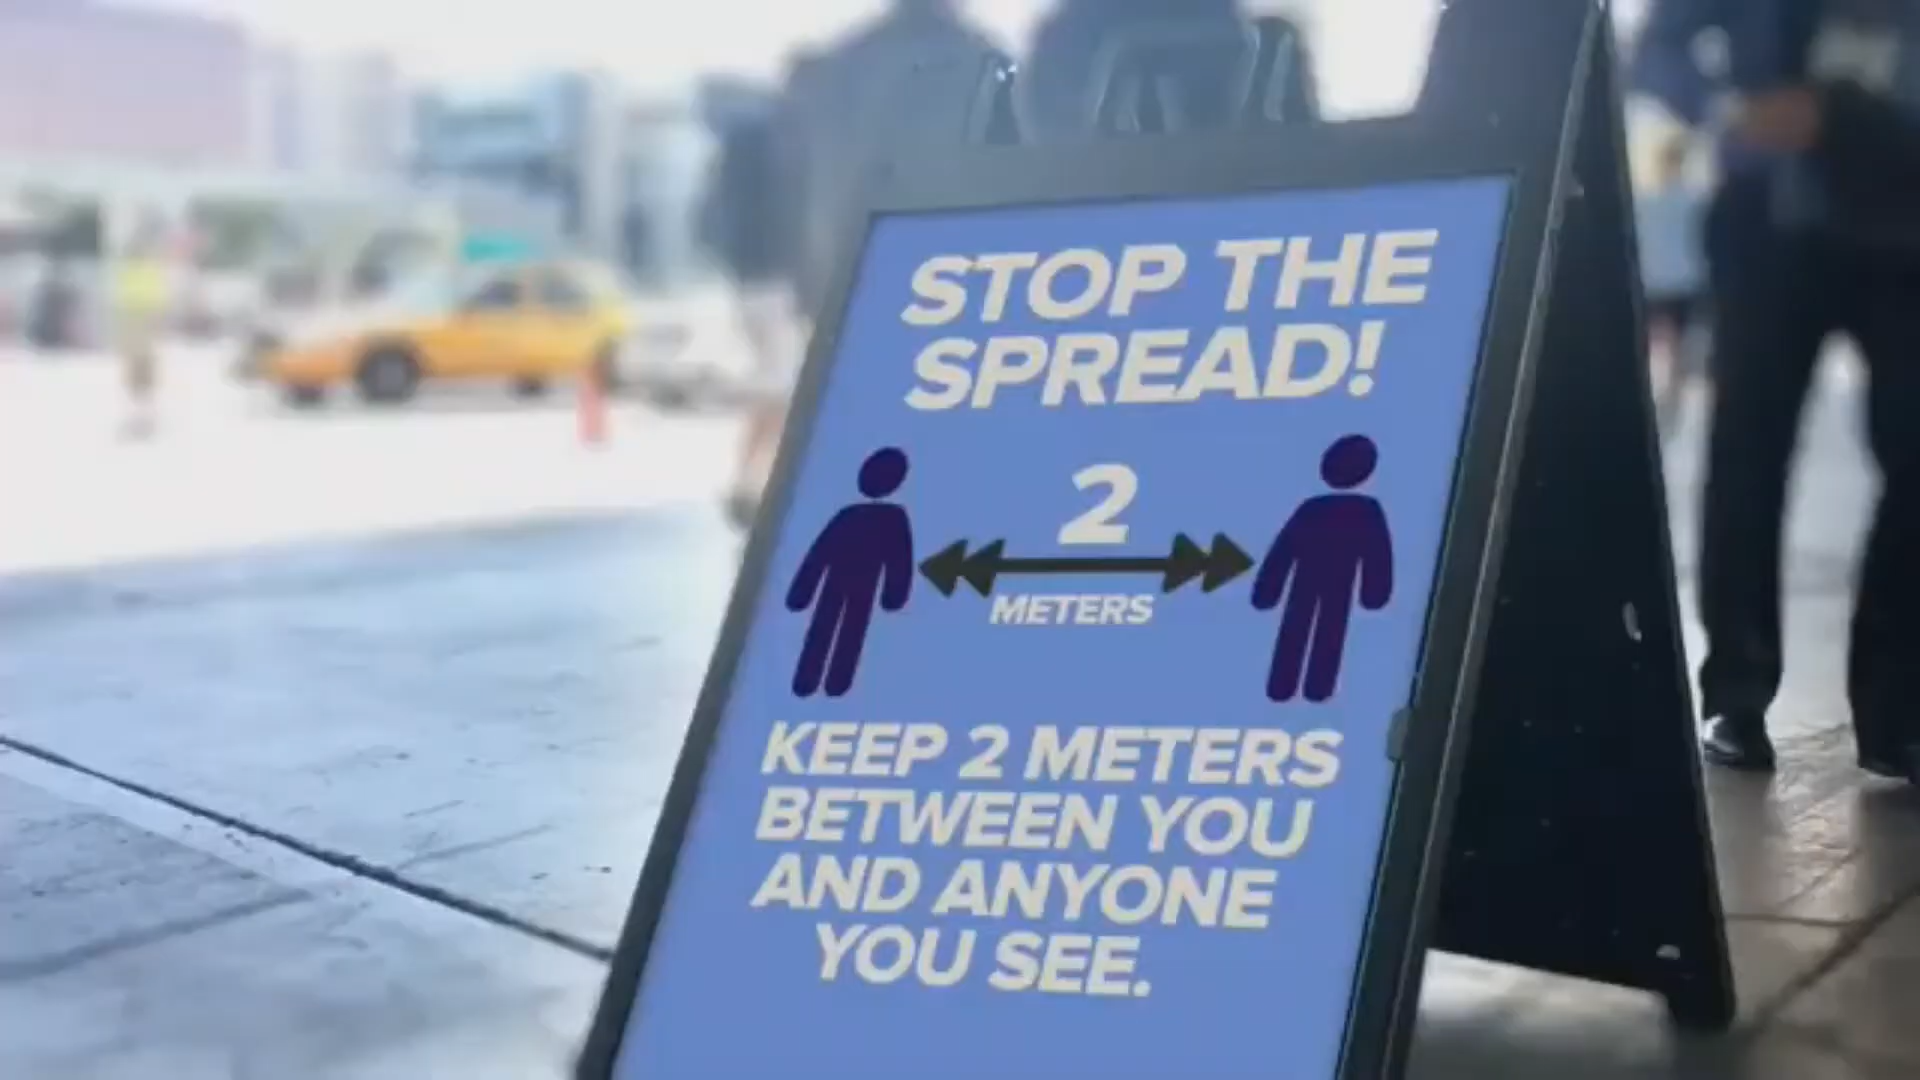 STOP THE
SPREAD!
2
METERS
KEEP 2 METERS
BETWEEN YOU
AND ANYONE
YOU SEE.